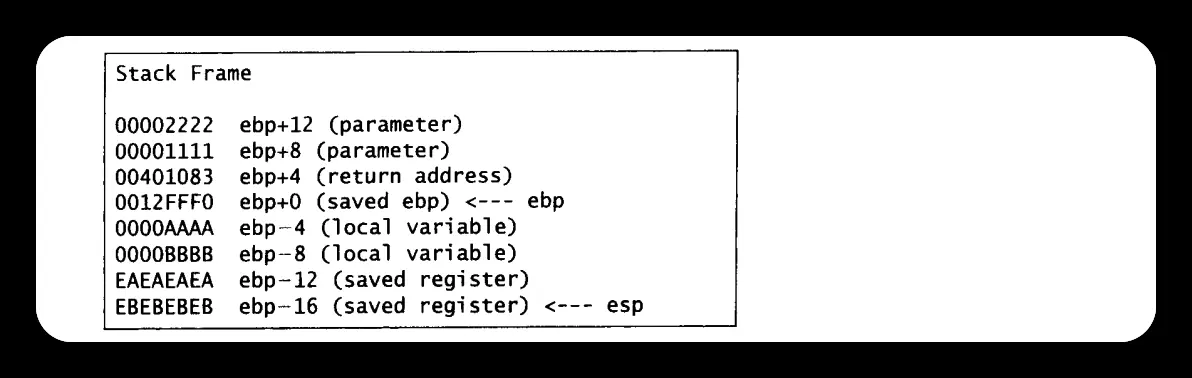 Stack Frame
00002222 ebp+12 (parameter)
00001111 ebp+8 (parameter)
00401083 ebp+4 (return address)
0012FFF0 ebp+0 (saved ebp) <--- ebp
0000AAAA ebp-4 (local variable)
0000BBBB ebp-8 (local variable)
EAEAEAEA ebp-12 (saved register)
EBEBEBEB ebp-16 (saved register) <--- esp